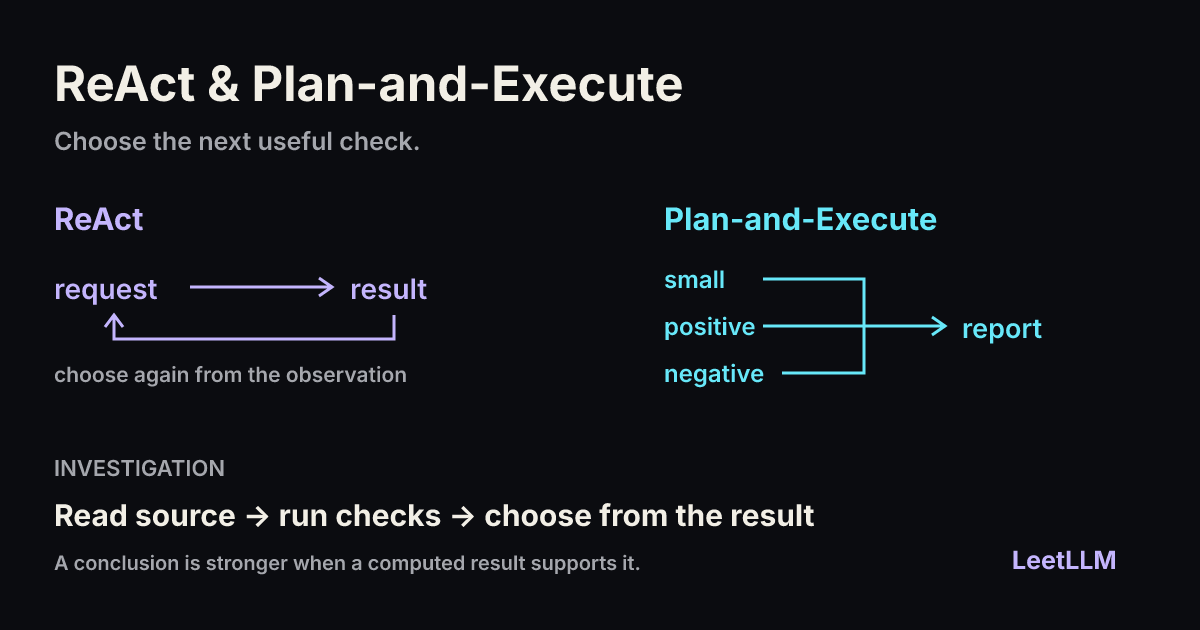 ReAct & Plan-and-Execute
Choose the next useful check.
ReAct
request → result
choose again from the observation
Plan-and-Execute
small
positive
negative
report
INVESTIGATION
Read source → run checks → choose from the result
A conclusion is stronger when a computed result supports it.
LeetLLM